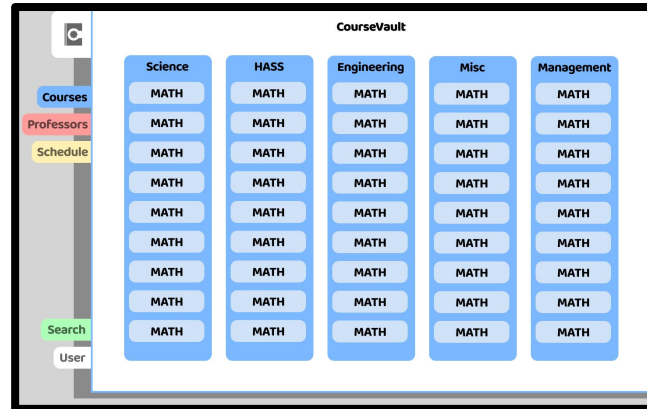 CourseVault
Science HASS Engineering Misc Management
Courses MATH MATH MATH MATH MATH
Professors MATH MATH MATH MATH MATH
Schedule MATH MATH MATH MATH MATH
MATH MATH MATH MATH MATH
MATH MATH MATH MATH MATH
MATH MATH MATH MATH MATH
MATH MATH MATH MATH MATH
MATH MATH MATH MATH MATH
Search MATH MATH MATH MATH MATH
User